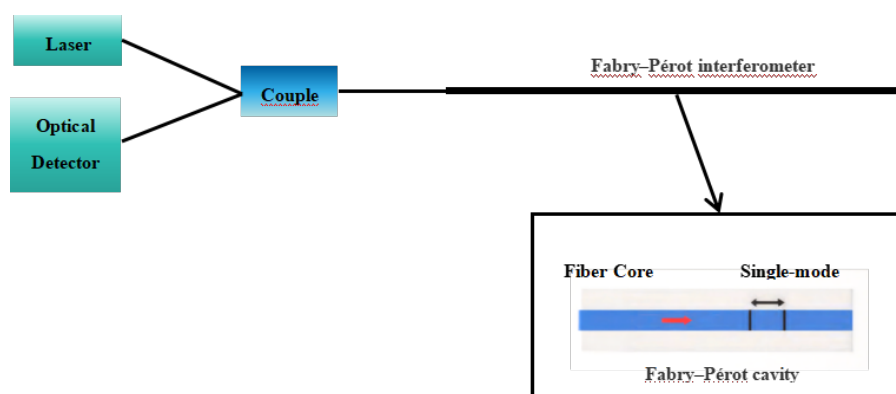 Laser
Optical
Detector
Couple
Fabry–Pérot interferometer
Fiber Core
Single-mode
Fabry–Pérot cavity